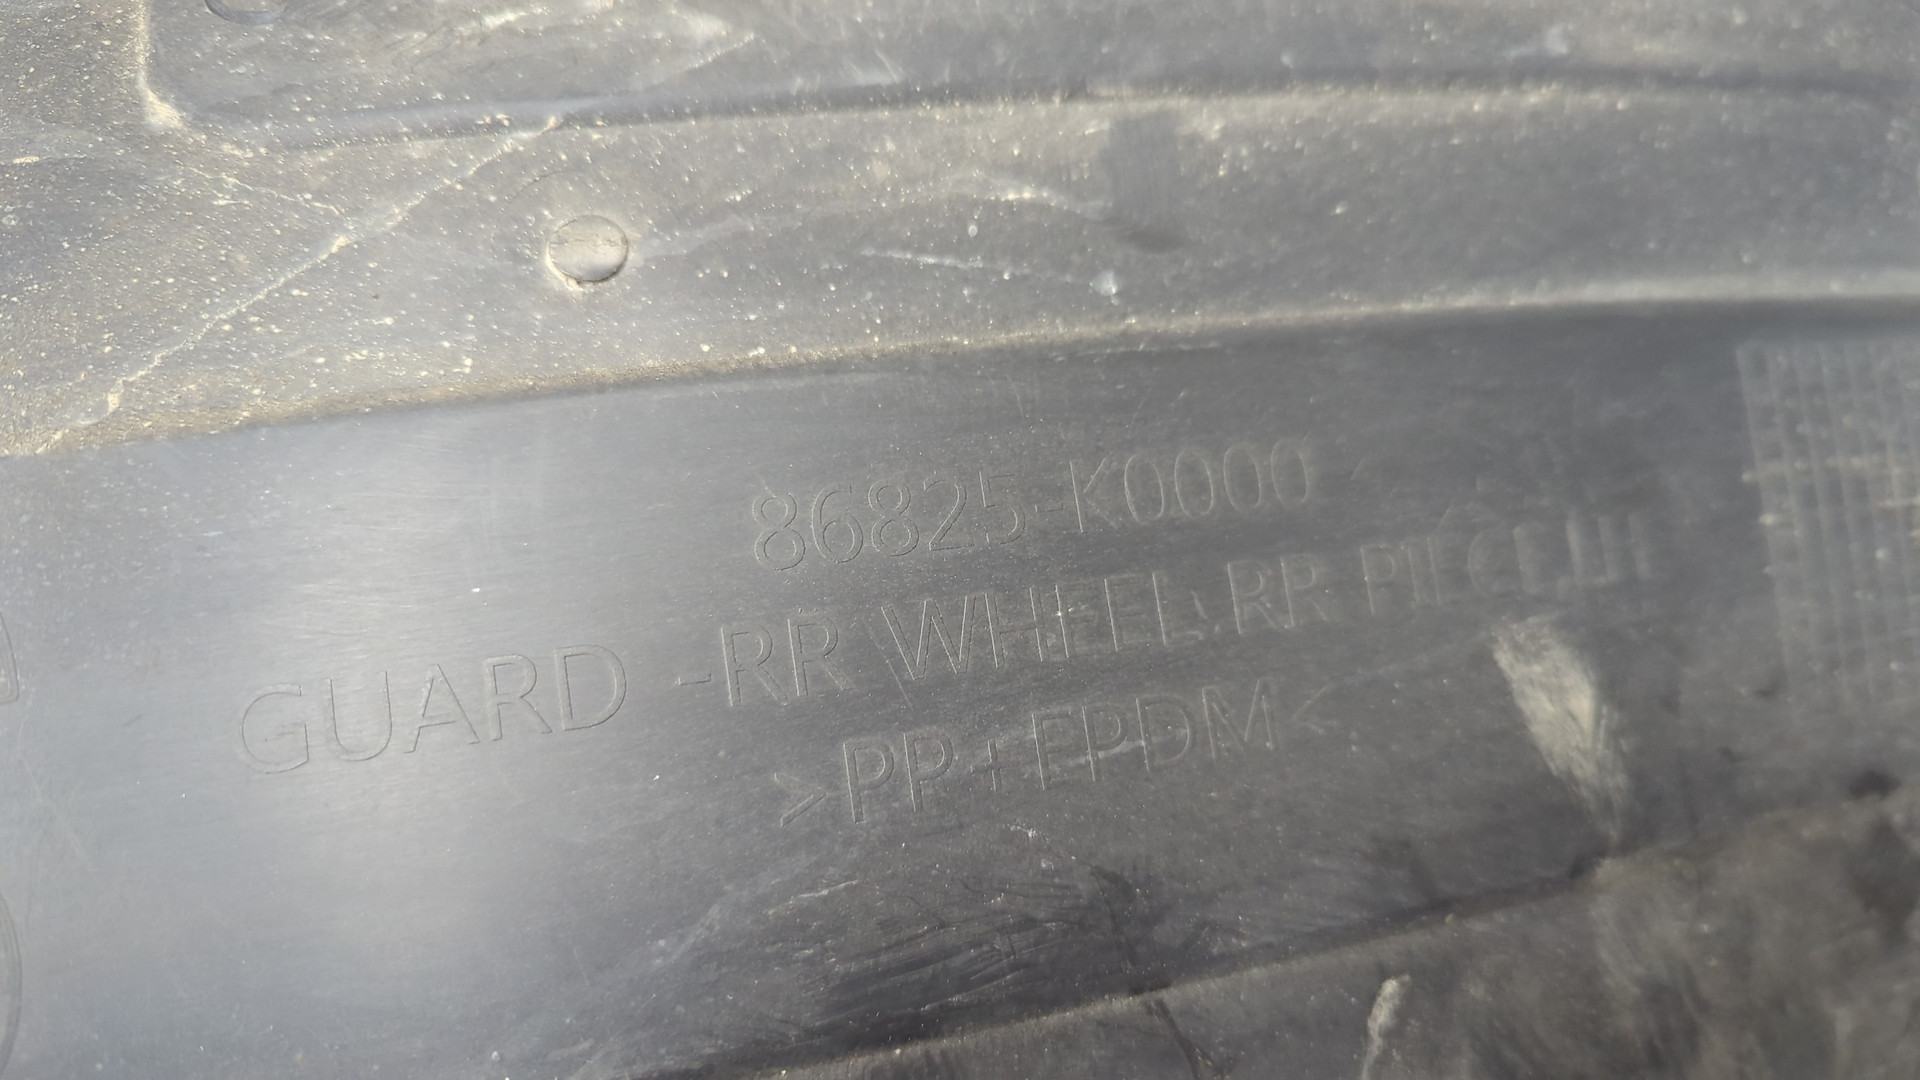 86825-K0000
GUARD -RR WHEEL RR PIECE,LH
>PP+EPDM<